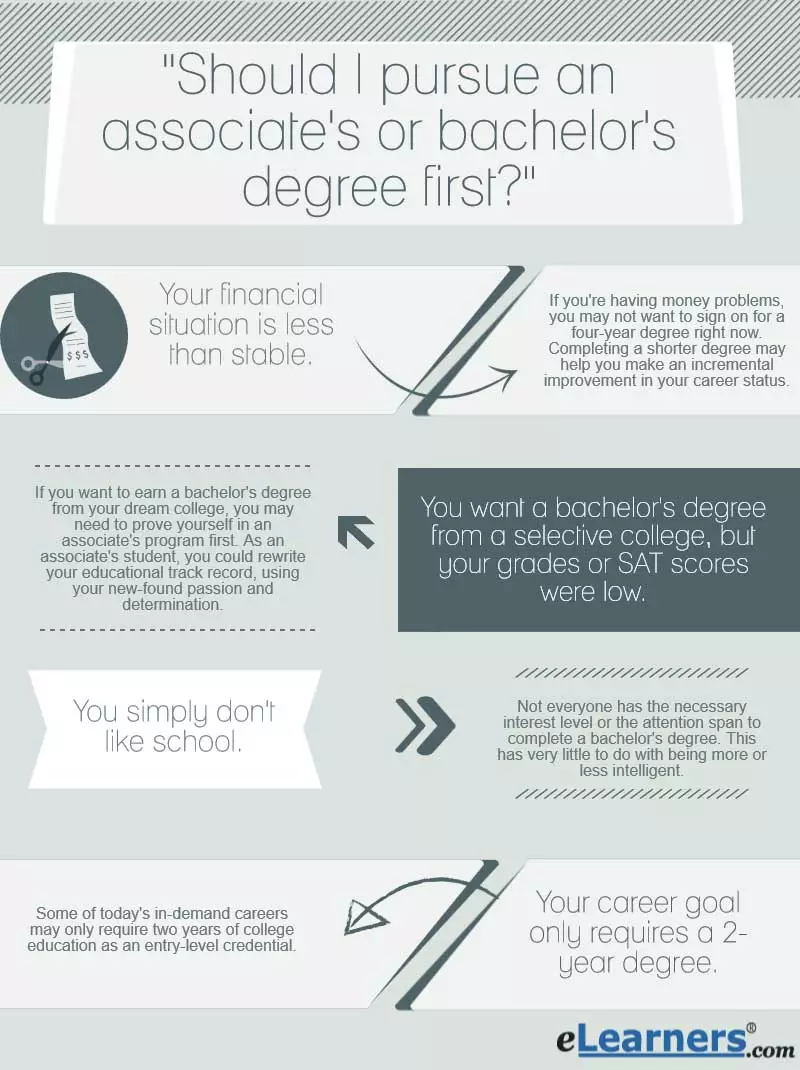 "Should I pursue an
associate's or bachelor's
degree first?"
Your financial
situation is less
than stable.
$$$
If you're having money problems,
you may not want to sign on for a
four-year degree right now.
Completing a shorter degree may
help you make an incremental
improvement in your career status.
You want a bachelor's degree
from a selective college, but
your grades or SAT scores
were low.
If you want to earn a bachelor's degree
from your dream college, you may
need to prove yourself in an
associate's program first. As an
associate's student, you could rewrite
your educational track record, using
your new-found passion and
determination.
You simply don't
like school.
Not everyone has the necessary
interest level or the attention span to
complete a bachelor's degree. This
has very little to do with being more or
less intelligent.
Your career goal
only requires a 2-
year degree.
Some of today's in-demand careers
may only require two years of college
education as an entry-level credential.
eLearners®.com